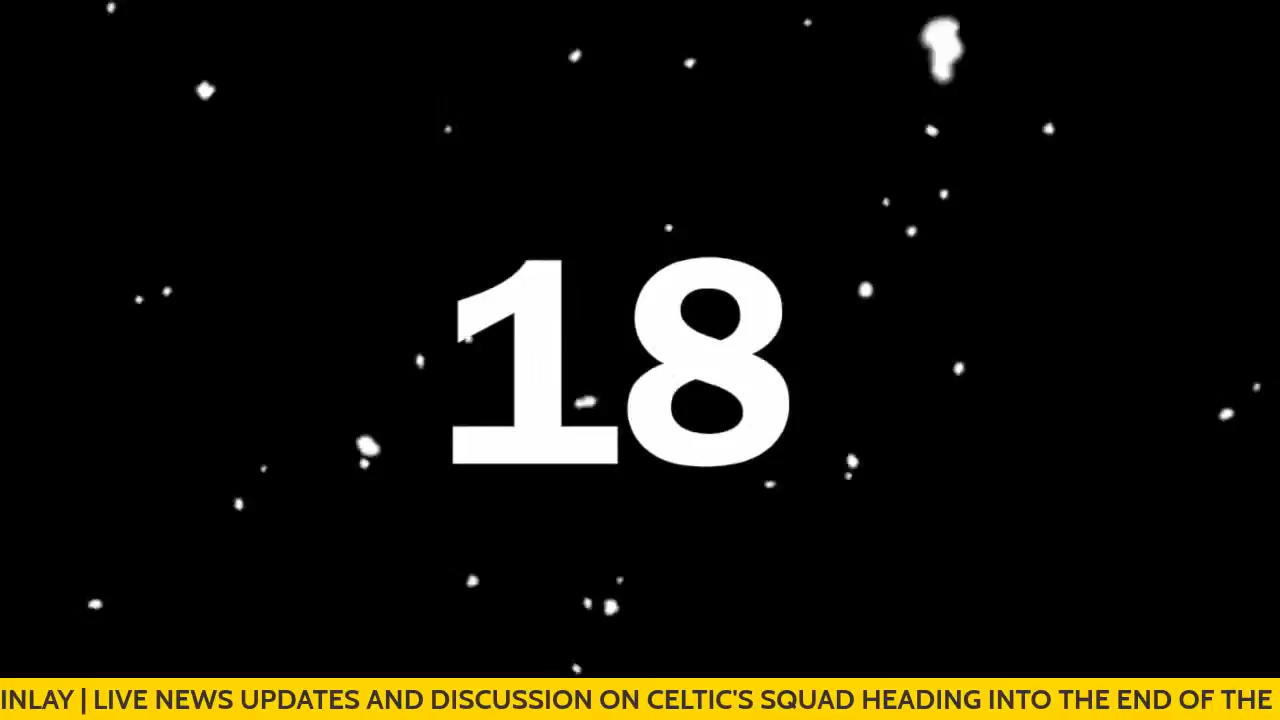 18
INLAY | LIVE NEWS UPDATES AND DISCUSSION ON CELTIC'S SQUAD HEADING INTO THE END OF THE